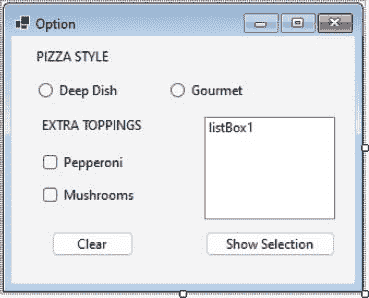 Option
PIZZA STYLE
Deep Dish Gourmet
EXTRA TOPPINGS
listBox1
Pepperoni
Mushrooms
Clear Show Selection